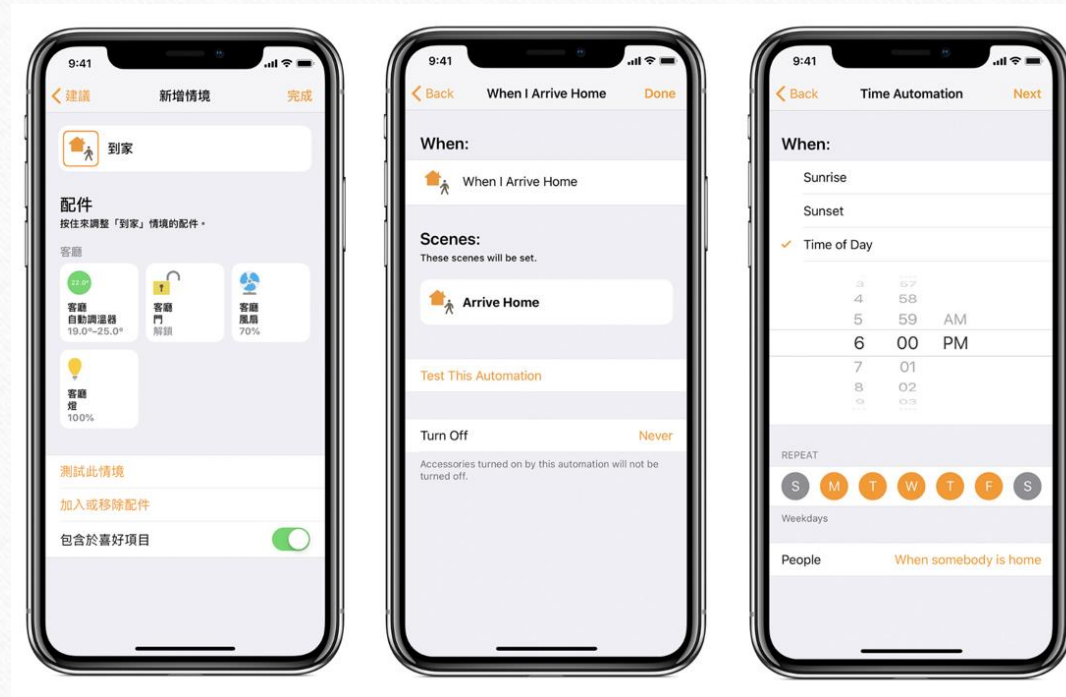 9:41
建議
新增情境
完成
到家
配件
按住來調整「到家」情境的配件。
客廳
22.0°
客廳
自動調溫器
19.0°–25.0°
客廳
門
解鎖
客廳
風扇
70%
客廳
燈
100%
測試此情境
加入或移除配件
包含於喜好項目
9:41
Back
When I Arrive Home
Done
When:
When I Arrive Home
Scenes:
These scenes will be set.
Arrive Home
Test This Automation
Turn Off
Never
Accessories turned on by this automation will not be
turned off.
9:41
Back
Time Automation
Next
When:
Sunrise
Sunset
Time of Day
3 57
4 58
5 59 AM
6 00 PM
7 01
8 02
9 03
REPEAT
S M T W T F S
Weekdays
People
When somebody is home